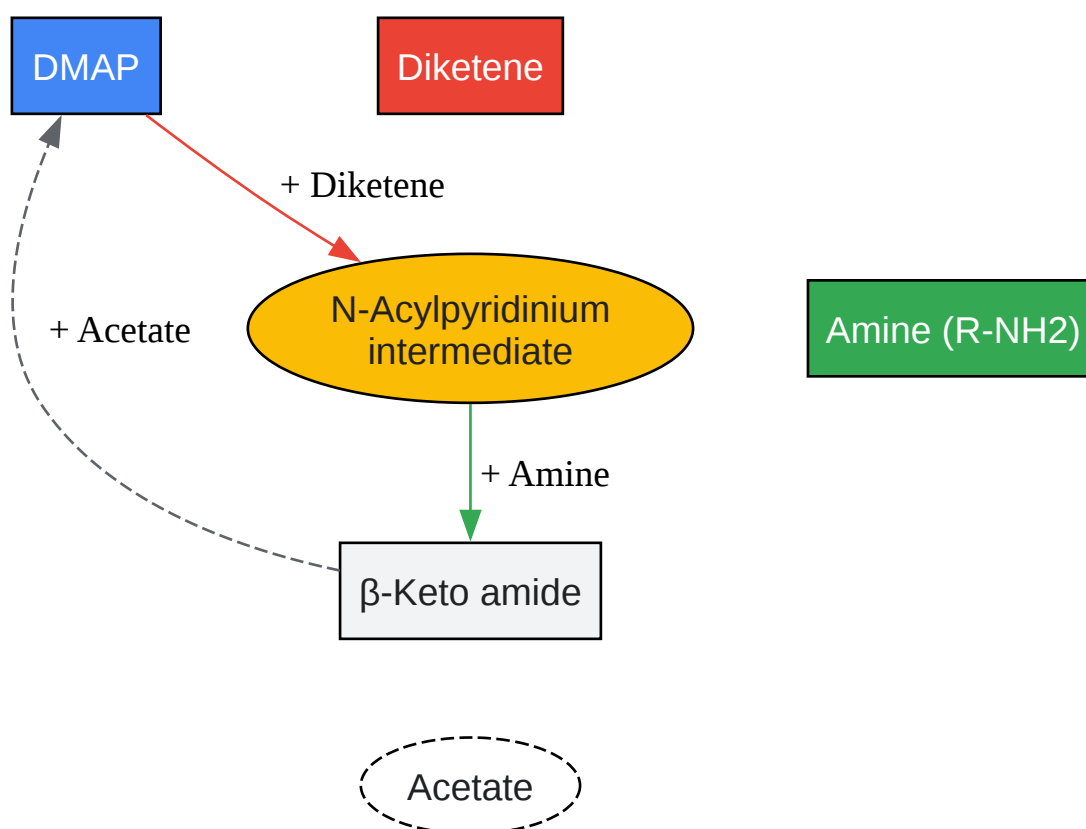 DMAP
Diketene
+ Diketene
N-Acylpyridinium
intermediate
+ Acetate
Amine (R-NH2)
+ Amine
β-Keto amide
Acetate